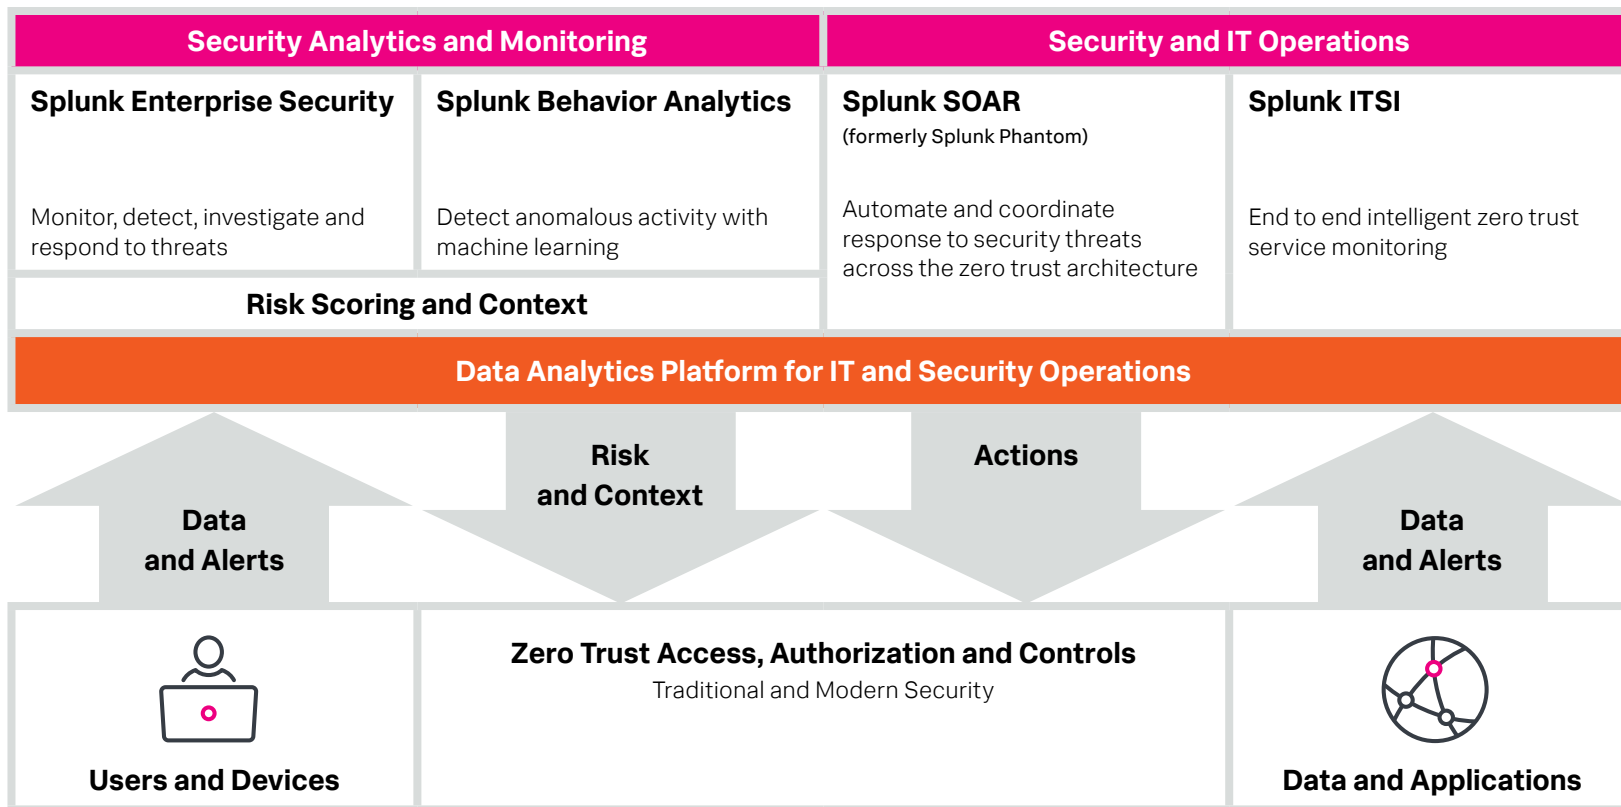 Security Analytics and Monitoring
Security and IT Operations
Splunk Enterprise Security
Monitor, detect, investigate and
respond to threats
Splunk Behavior Analytics
Detect anomalous activity with
machine learning
Splunk SOAR
(formerly Splunk Phantom)
Automate and coordinate
response to security threats
across the zero trust architecture
Splunk ITSI
End to end intelligent zero trust
service monitoring
Risk Scoring and Context
Data Analytics Platform for IT and Security Operations
Data
and Alerts
Risk
and Context
Actions
Data
and Alerts
Users and Devices
Zero Trust Access, Authorization and Controls
Traditional and Modern Security
Data and Applications